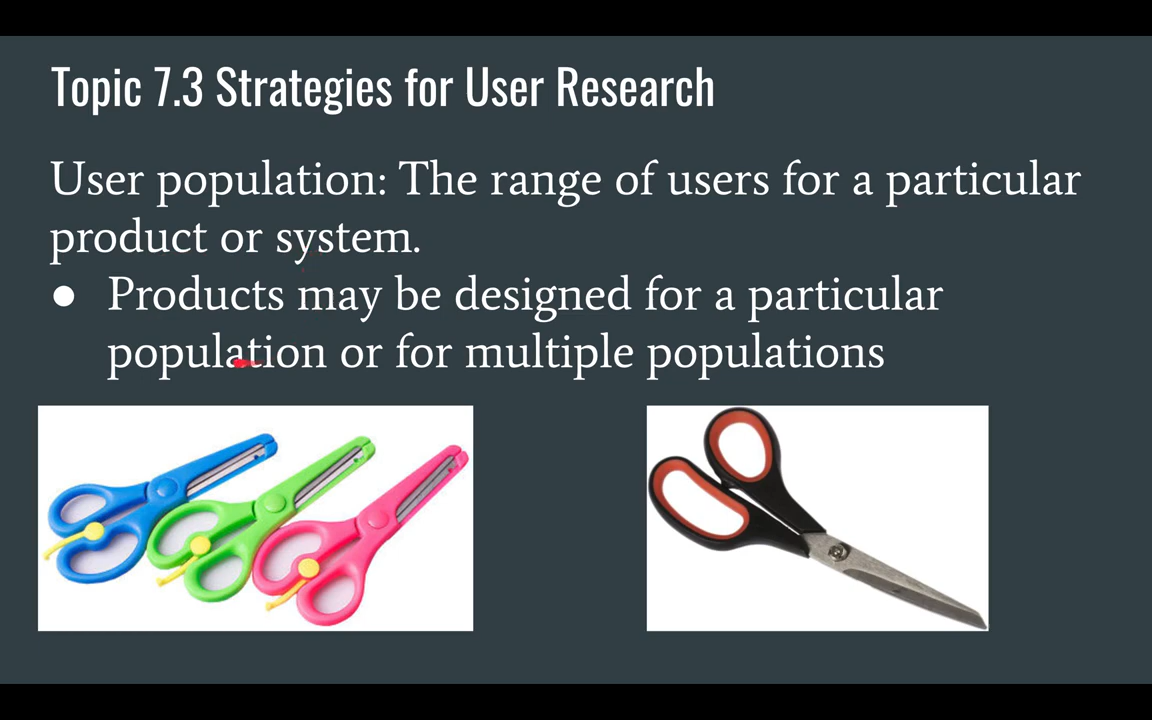 Topic 7.3 Strategies for User Research
User population: The range of users for a particular
product or system.
● Products may be designed for a particular
population or for multiple populations